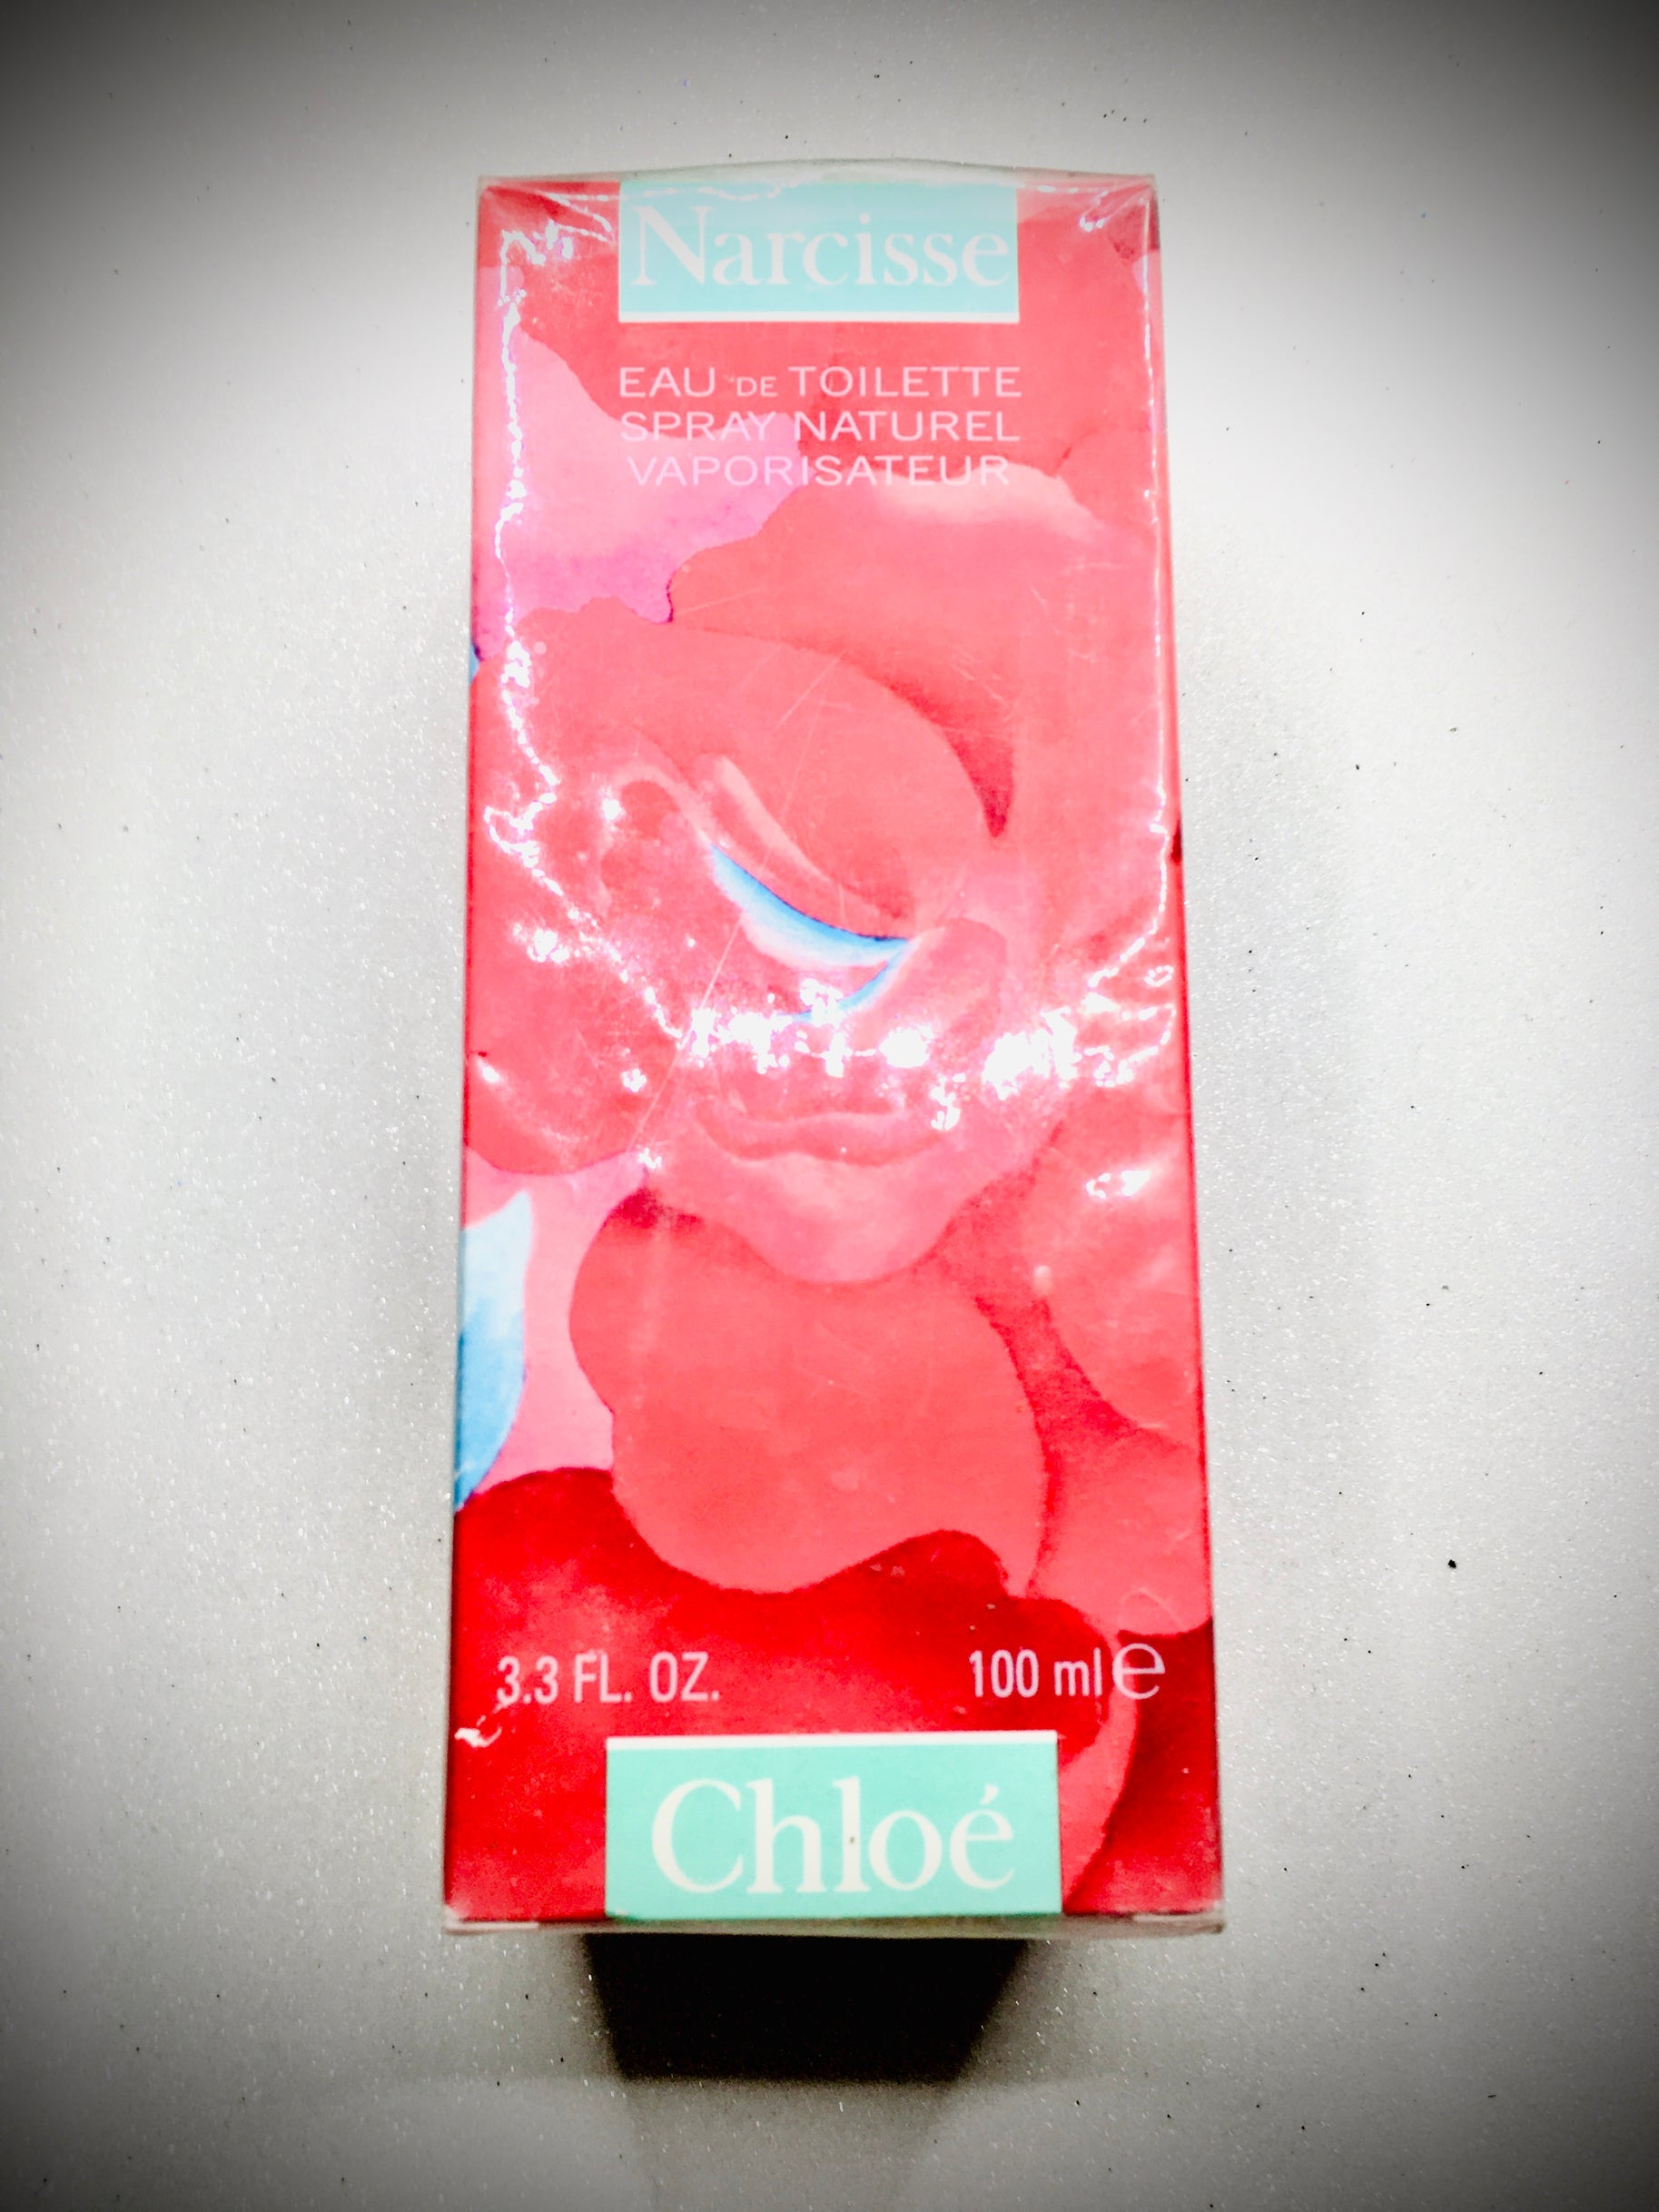 Narcisse
EAU DE TOILETTE
SPRAY NATUREL
VAPORISATEUR
3.3 FL. OZ. 100 ml e
Chloé